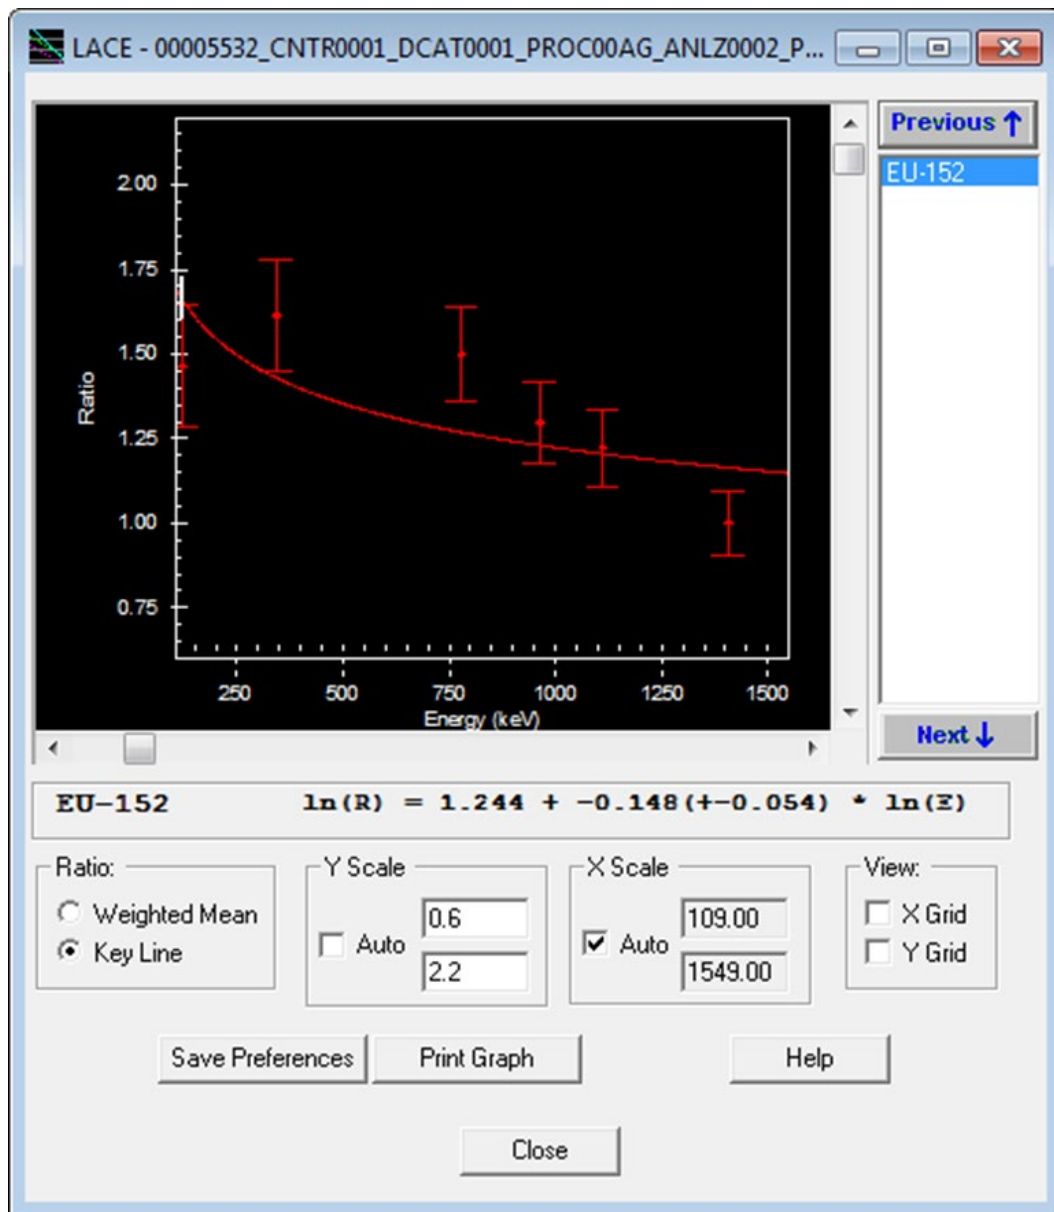 LACE - 00005532_CNTR0001_DCAT0001_PROC00AG_ANLZ0002_P...
Previous
EU-152
2.00
1.75
1.50
1.25
1.00
0.75
Ratio
250 500 750 1000 1250 1500
Energy (keV)
Next
EU-152 ln(R) = 1.244 + -0.148(+-0.054) * ln(E)
Ratio:
Weighted Mean
Key Line
Y Scale
Auto
0.6
2.2
X Scale
Auto
109.00
1549.00
View:
X Grid
Y Grid
Save Preferences
Print Graph
Help
Close